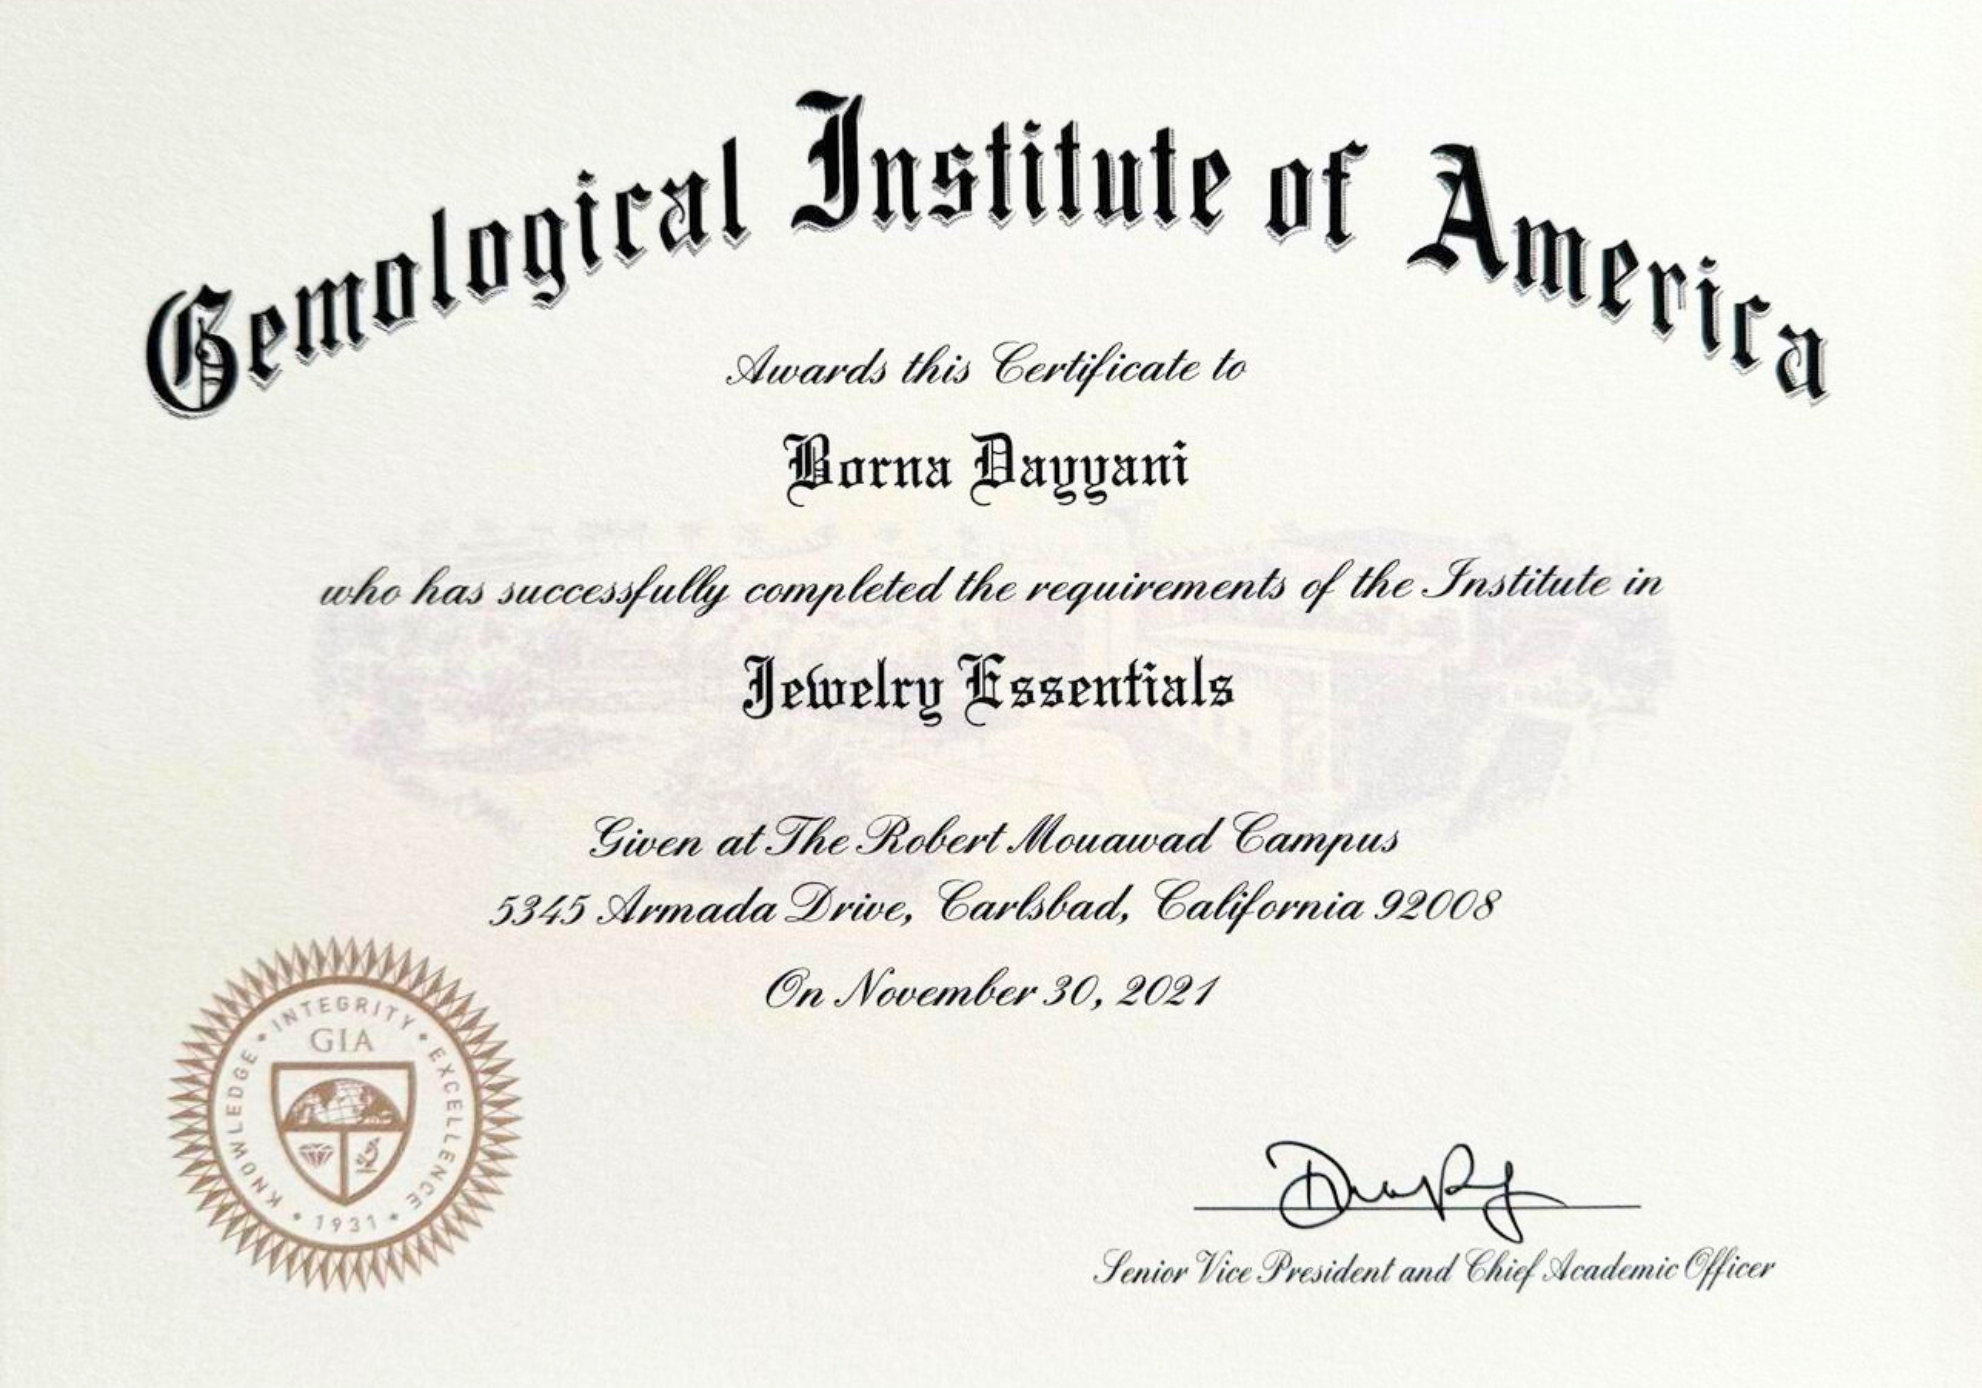 Gemological Institute of America
Awards this Certificate to
Borna Dayyani
who has successfully completed the requirements of the Institute in
Jewelry Essentials
Given at The Robert Mouawad Campus
5345 Armada Drive, Carlsbad, California 92008
On November 30, 2021
KNOWLEDGE • INTEGRITY • EXCELLENCE
GIA
• 1931 •
Senior Vice President and Chief Academic Officer